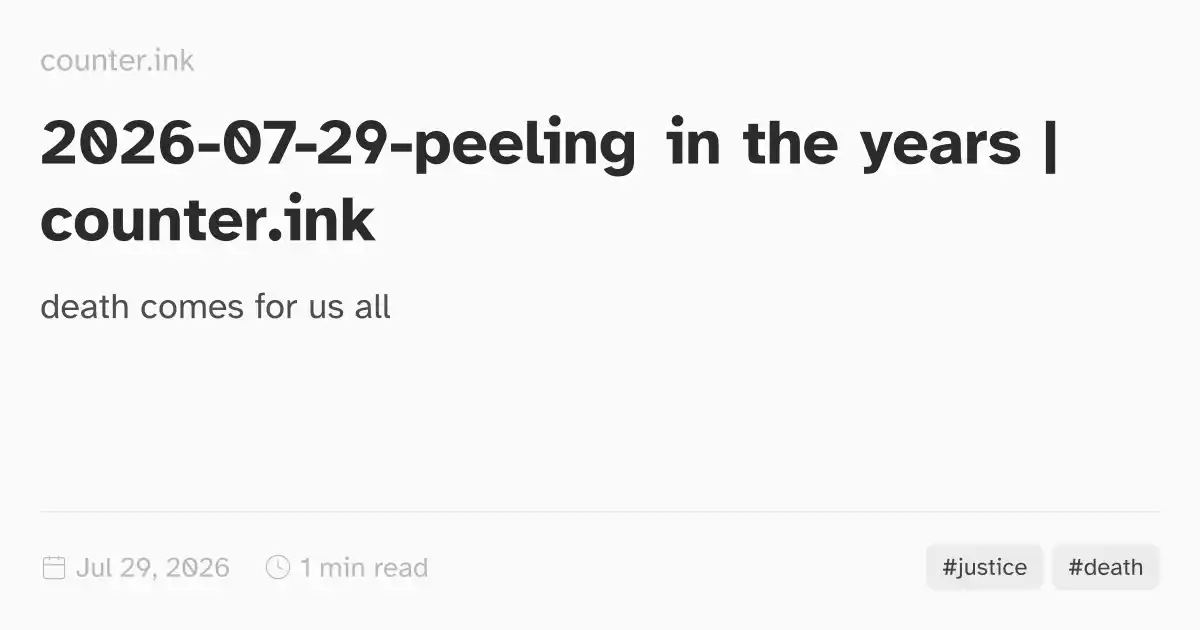 counter.ink
2026-07-29-peeling in the years |
counter.ink
death comes for us all
Jul 29, 2026 1 min read #justice #death